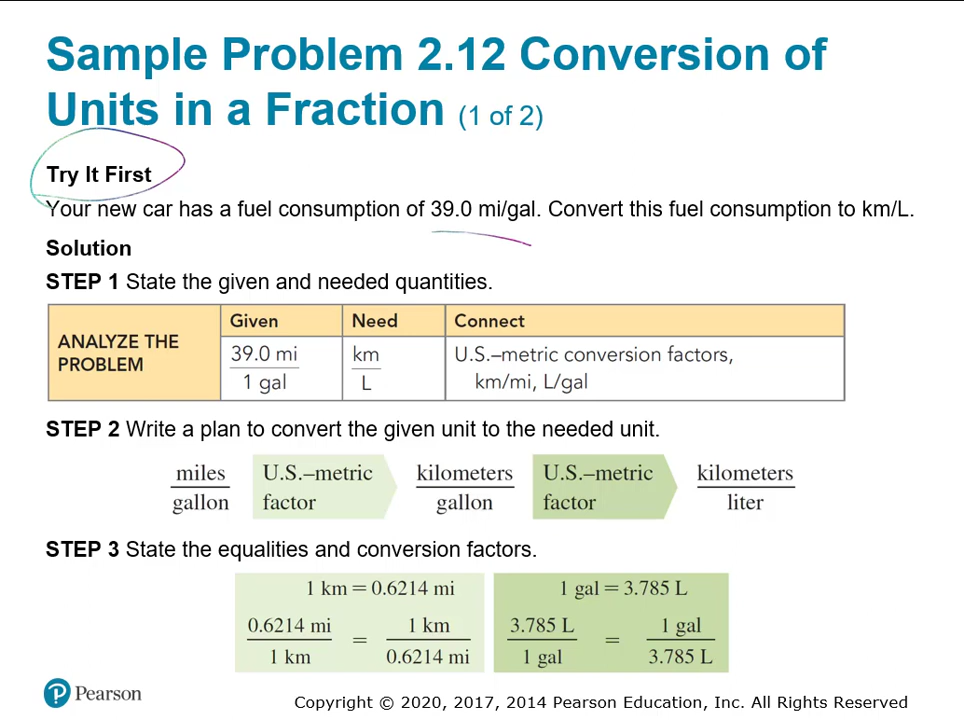 Sample Problem 2.12 Conversion of
Units in a Fraction (1 of 2)
Try It First
Your new car has a fuel consumption of 39.0 mi/gal. Convert this fuel consumption to km/L.
Solution
STEP 1 State the given and needed quantities.
ANALYZE THE
PROBLEM
Given
Need
Connect
39.0 mi
1 gal
km
L
U.S.–metric conversion factors,
km/mi, L/gal
STEP 2 Write a plan to convert the given unit to the needed unit.
miles
gallon
U.S.–metric
factor
kilometers
gallon
U.S.–metric
factor
kilometers
liter
STEP 3 State the equalities and conversion factors.
1 km = 0.6214 mi
0.6214 mi
1 km
=
1 km
0.6214 mi
1 gal = 3.785 L
3.785 L
1 gal
=
1 gal
3.785 L
P Pearson
Copyright © 2020, 2017, 2014 Pearson Education, Inc. All Rights Reserved